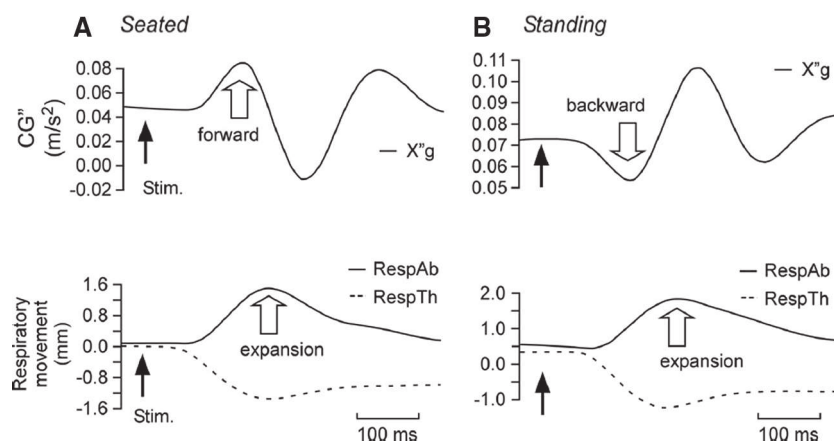 A Seated
CG"
(m/s²)
0.08
0.06
0.04
0.02
0.00
-0.02
forward
X"g
Stim.
B Standing
0.11
0.10
0.09
0.08
0.07
0.06
0.05
backward
X"g
Respiratory
movement
(mm)
1.6
0.8
0.0
-0.8
-1.6
RespAb
RespTh
expansion
Stim.
100 ms
2.0
1.0
0.0
-1.0
RespAb
RespTh
expansion
100 ms